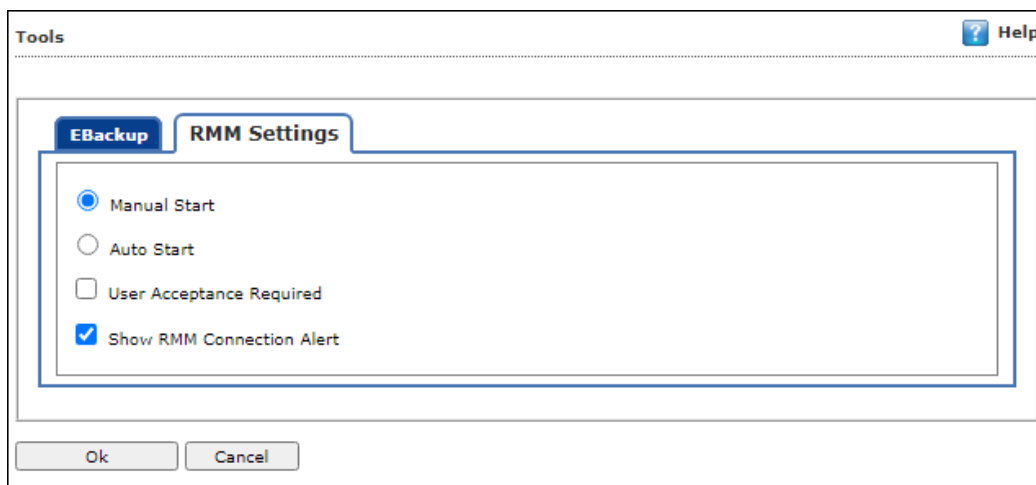 Tools
? Help
EBackup
RMM Settings
Manual Start
Auto Start
User Acceptance Required
Show RMM Connection Alert
Ok
Cancel